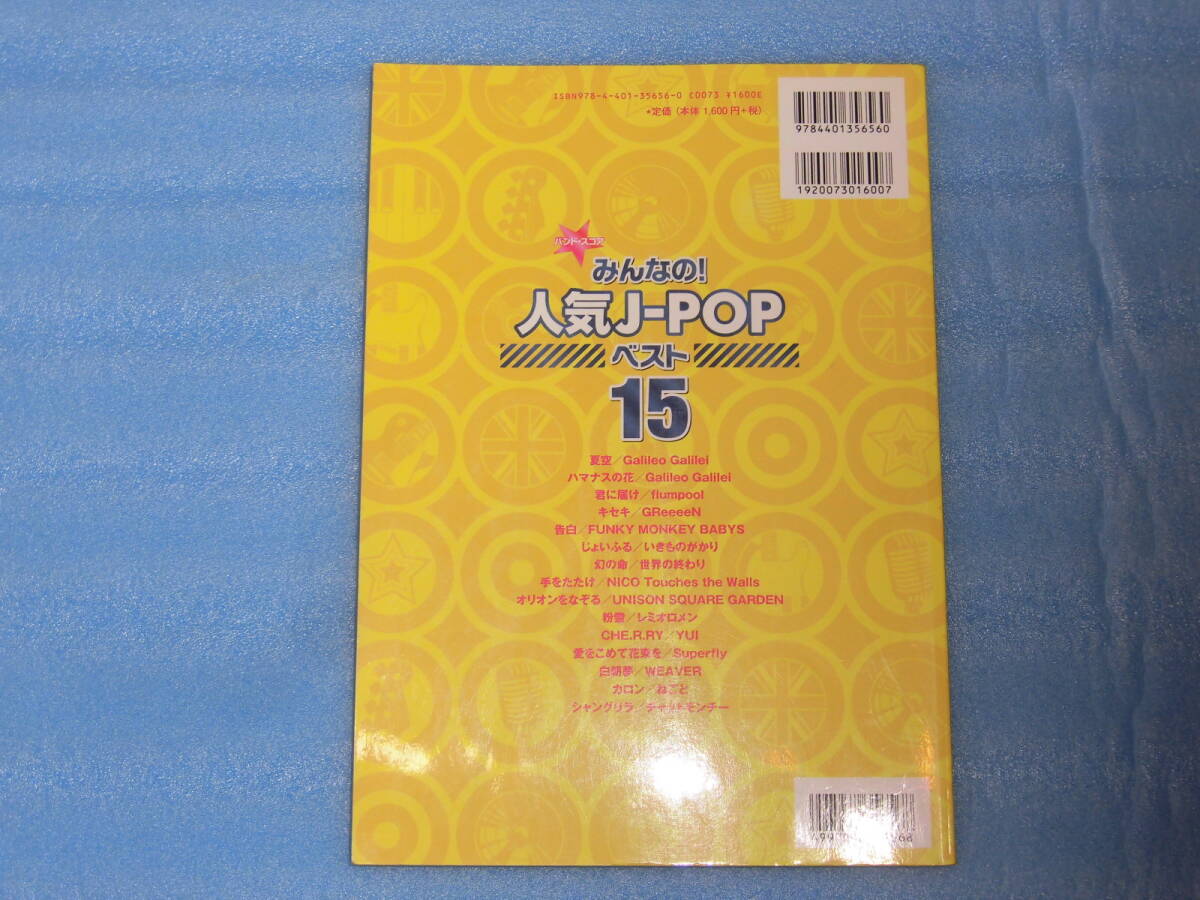 ISBN978-4-401-35656-0 C0073 ¥1600E
•定価（本体 1,600円+税）
9784401356560
1920073016007
バンド・スコア
みんなの!
人気J-POP
ベスト
15
夏空／Galileo Galilei
ハマナスの花／Galileo Galilei
君に届け／flumpool
キセキ／GReeeeN
告白／FUNKY MONKEY BABYS
じょいふる／いきものがかり
幻の命／世界の終わり
手をたたけ／NICO Touches the Walls
オリオンをなぞる／UNISON SQUARE GARDEN
粉雪／レミオロメン
CHE.R.RY／YUI
愛をこめて花束を／Superfly
白朝夢／WEAVER
カロン／ねごと
シャングリラ／チャットモンチー